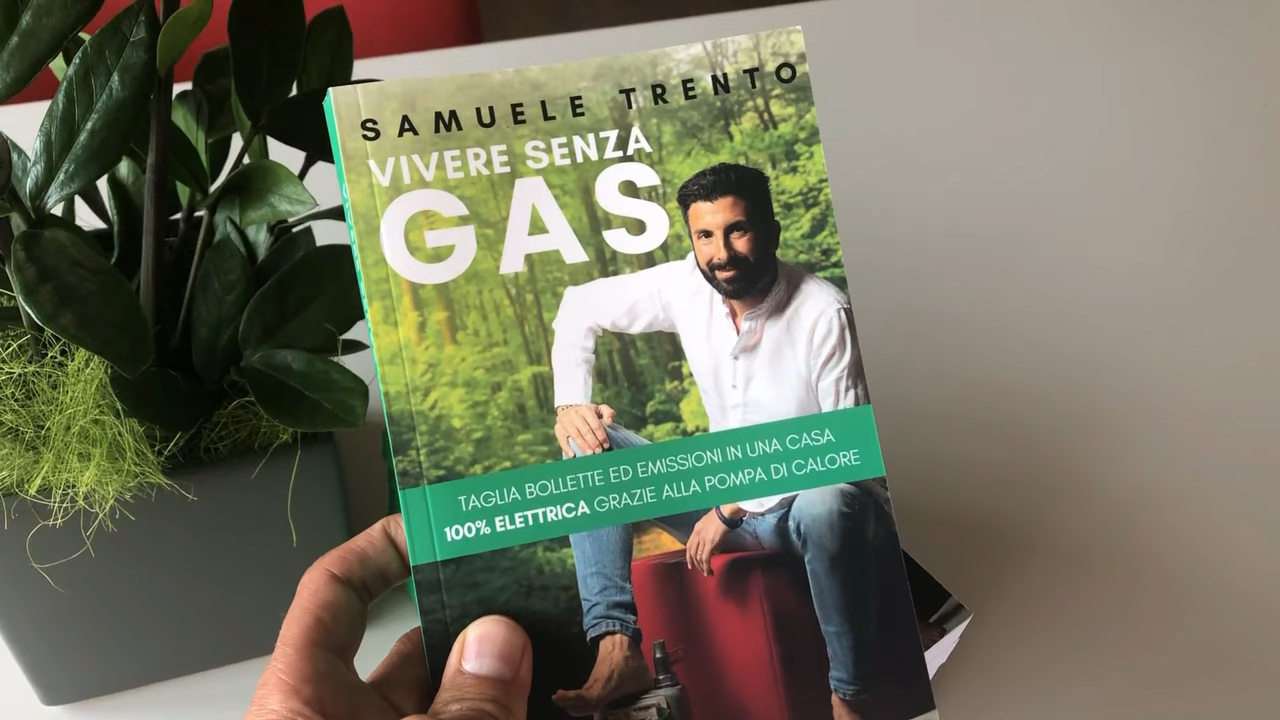 SAMUELE TRENTO
VIVERE SENZA
GAS
TAGLIA BOLLETTE ED EMISSIONI IN UNA CASA
100% ELETTRICA GRAZIE ALLA POMPA DI CALORE